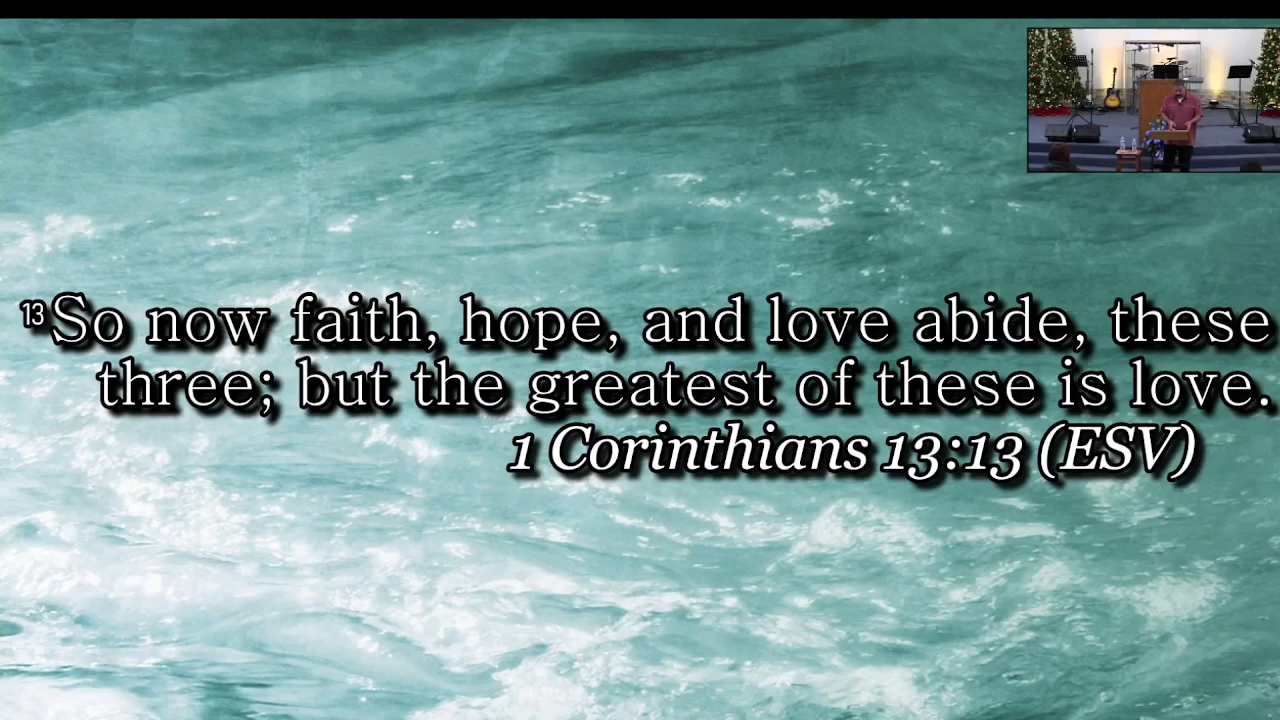 13So now faith, hope, and love abide, these
three; but the greatest of these is love.
1 Corinthians 13:13 (ESV)